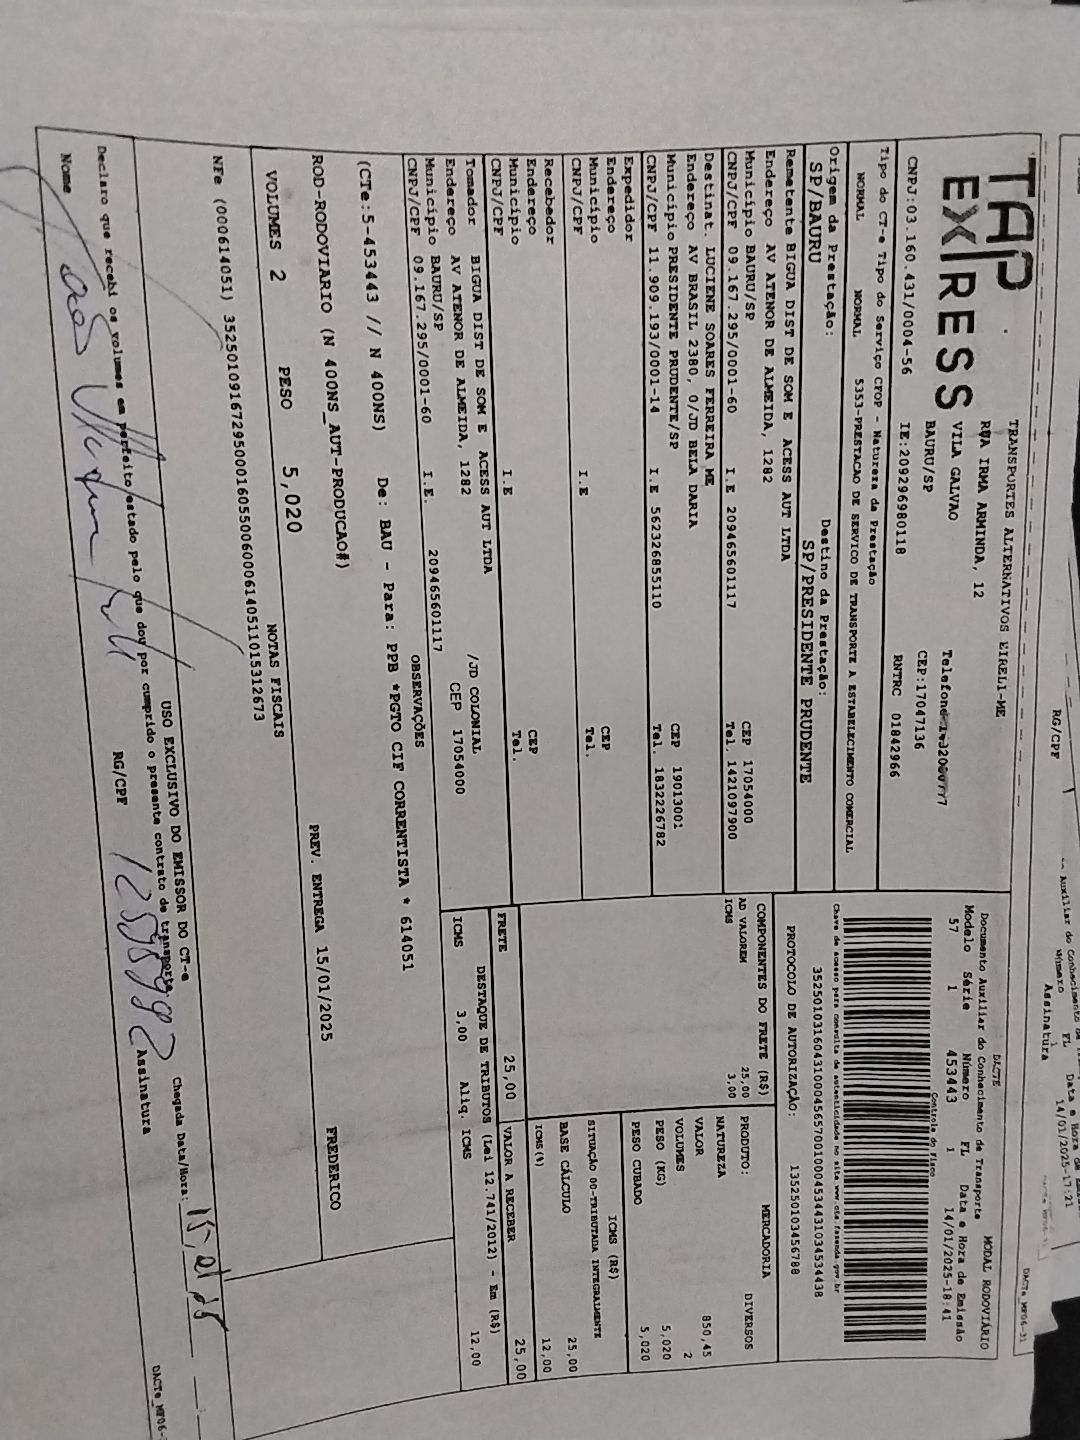 TAP
EXPRESS
TRANSPORTES ALTERNATIVOS EIRELI-ME
RUA IRMA ARMINDA, 12
VILA GALVAO
BAURU/SP
CEP:17047136
CNPJ:03.160.431/0004-56 IE:209296980118 RNTRC 01842966
Tipo do CT-e Tipo do Serviço CFOP - Natureza da Prestação
NORMAL NORMAL 5353-PRESTACAO DE SERVICO DE TRANSPORTE A ESTABELECIMENTO COMERCIAL
Origem da Prestação: Destino da Prestação:
SP/BAURU SP/PRESIDENTE PRUDENTE
Remetente BIGUA DIST DE SOM E ACESS AUT LTDA
Endereço AV ATENOR DE ALMEIDA, 1282
Município BAURU/SP CEP 17054000
CNPJ/CPF 09.167.295/0001-60 I.E 209465601117 Tel. 1421097900
Destinat. LUCIENE SOARES FERREIRA ME
Endereço AV BRASIL 2380, 0/JD BELA DARIA
Município PRESIDENTE PRUDENTE/SP CEP 19013001
CNPJ/CPF 11.909.193/0001-14 I.E 562326855110 Tel. 1832226782
Expedidor
Endereço
Município CEP
CNPJ/CPF I.E Tel.
Recebedor
Endereço
Município CEP
CNPJ/CPF I.E Tel.
Tomador BIGUA DIST DE SOM E ACESS AUT LTDA
Endereço AV ATENOR DE ALMEIDA, 1282 /JD COLONIAL
Município BAURU/SP CEP 17054000
CNPJ/CPF 09.167.295/0001-60 I.E. 209465601117
OBSERVAÇÕES
(CTe:5-453443 // N 400NS) De: BAU - Para: PPB *PGTO CIF CORRENTISTA * 614051
ROD-RODOVIARIO (N 400NS_AUT-PRODUCAO#)
PREV. ENTREGA 15/01/2025 FREDERICO
VOLUMES 2 PESO 5,020 NOTAS FISCAIS
NFe (000614051) 35250109167295000160550060006140511015312673
USO EXCLUSIVO DO EMISSOR DO CT-e
Declaro que recebi os volumes em perfeito estado pelo que dou por cumprido o presente contrato de transporte.
Chegada Data/Hora: 15, 01 25
Nome RG/CPF Assinatura
DACTE MODAL RODOVIÁRIO
Documento Auxiliar do Conhecimento de Transporte
Modelo Série Número FL Data e Hora de Emissão
57 1 453443 1 14/01/2025-18:41
Controle do Fisco
Chave de acesso para consulta de autenticidade no site www.cte.fazenda.gov.br
35250103160431000456570010004534431034534438
PROTOCOLO DE AUTORIZAÇÃO: 135250103456788
COMPONENTES DO FRETE (R$)
AD VALOREM 25,00
ICMS 3,00
PRODUTO: MERCADORIA
NATUREZA DIVERSOS
VALOR 850,45
VOLUMES 2
PESO (KG) 5,020
PESO CUBADO 5,020
ICMS (R$)
SITUAÇÃO 00-TRIBUTADA INTEGRALMENTE
BASE CÁLCULO 25,00
ICMS(%) 12,00
FRETE 25,00 VALOR A RECEBER 25,00
DESTAQUE DE TRIBUTOS (Lei 12.741/2012) - Em (R$)
ICMS 3,00 Aliq. ICMS 12,00
RG/CPF
Assinatura
14/01/2025-17:21